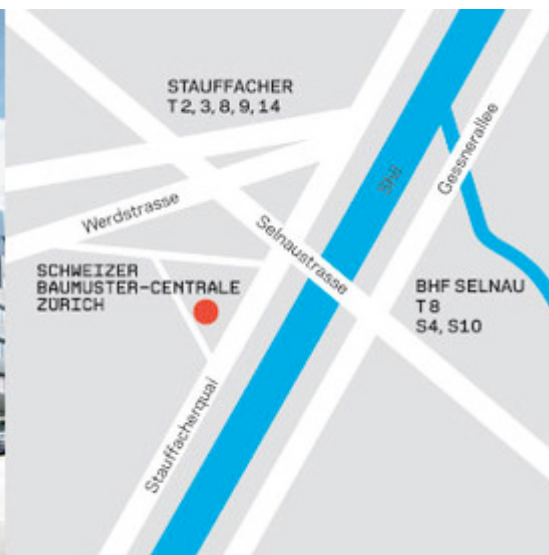 STAUFFACHER
T 2, 3, 8, 9, 14
Werdstrasse
Selnaustrasse
Sihl
Gessnerallee
SCHWEIZER
BAUMUSTER-CENTRALE
ZÜRICH
BHF SELNAU
T 8
S4, S10
Stauffacherquai